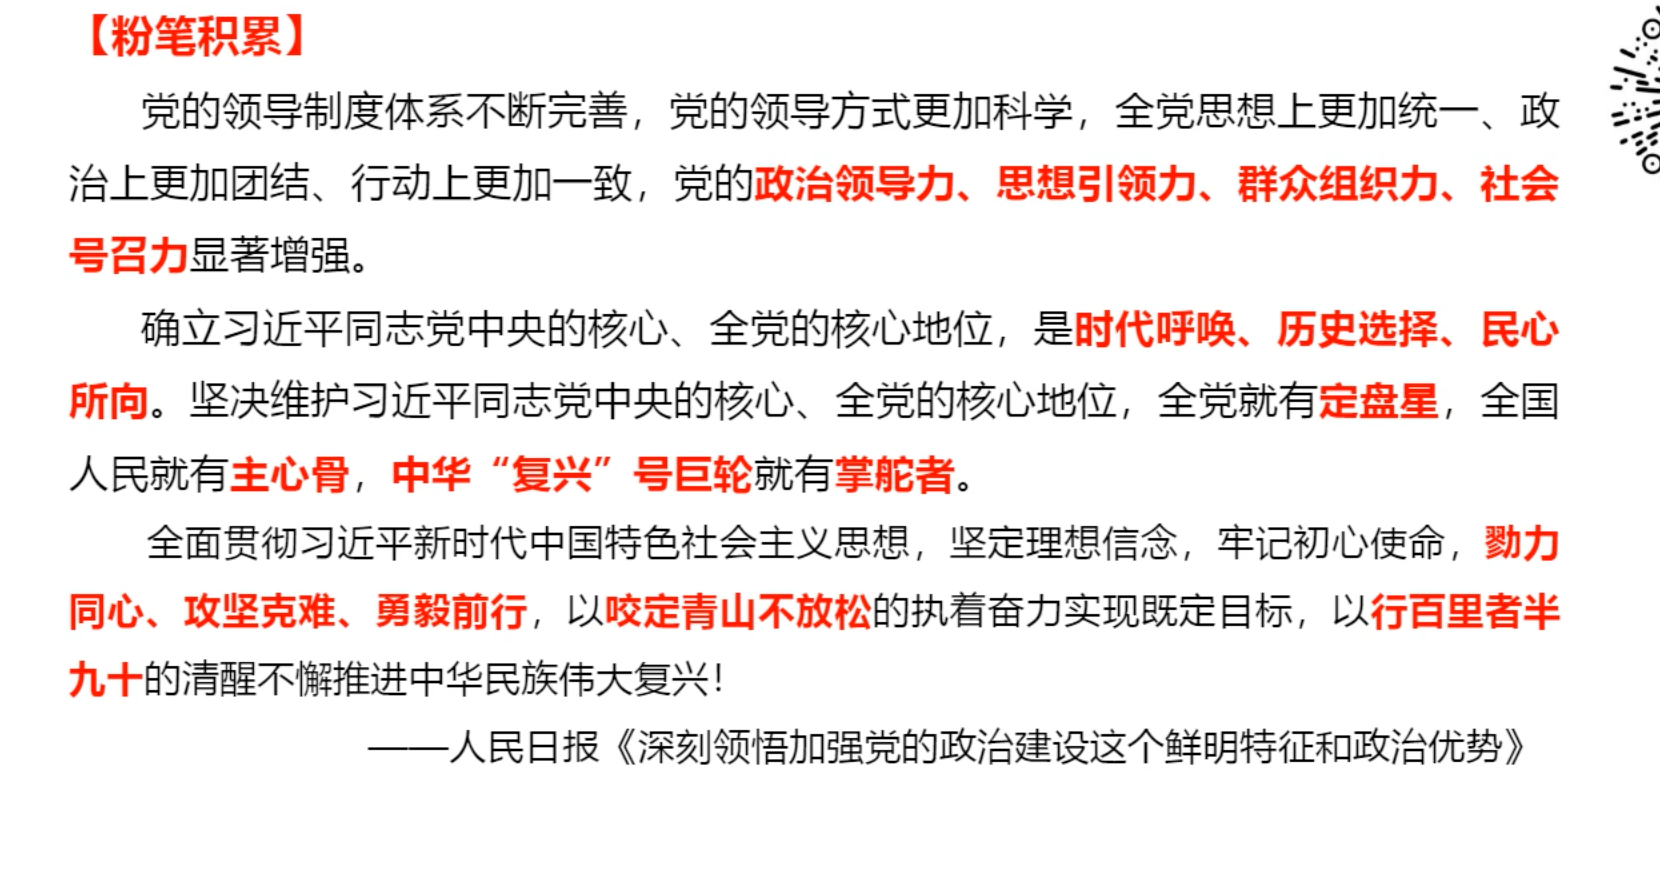 【粉笔积累】
党的领导制度体系不断完善，党的领导方式更加科学，全党思想上更加统一、政
治上更加团结、行动上更加一致，党的政治领导力、思想引领力、群众组织力、社会
号召力显著增强。
确立习近平同志党中央的核心、全党的核心地位，是时代呼唤、历史选择、民心
所向。坚决维护习近平同志党中央的核心、全党的核心地位，全党就有定盘星，全国
人民就有主心骨，中华“复兴”号巨轮就有掌舵者。
全面贯彻习近平新时代中国特色社会主义思想，坚定理想信念，牢记初心使命，勠力
同心、攻坚克难、勇毅前行，以咬定青山不放松的执着奋力实现既定目标，以行百里者半
九十的清醒不懈推进中华民族伟大复兴！
——人民日报《深刻领悟加强党的政治建设这个鲜明特征和政治优势》